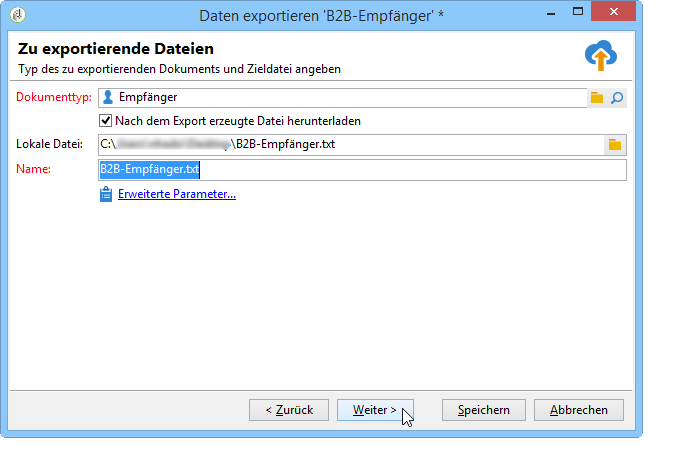 Daten exportieren 'B2B-Empfänger' *
Zu exportierende Dateien
Typ des zu exportierenden Dokuments und Zieldatei angeben
Dokumenttyp: Empfänger
Nach dem Export erzeugte Datei herunterladen
Lokale Datei: C:\ \B2B-Empfänger.txt
Name: B2B-Empfänger.txt
Erweiterte Parameter...
< Zurück Weiter > Speichern Abbrechen